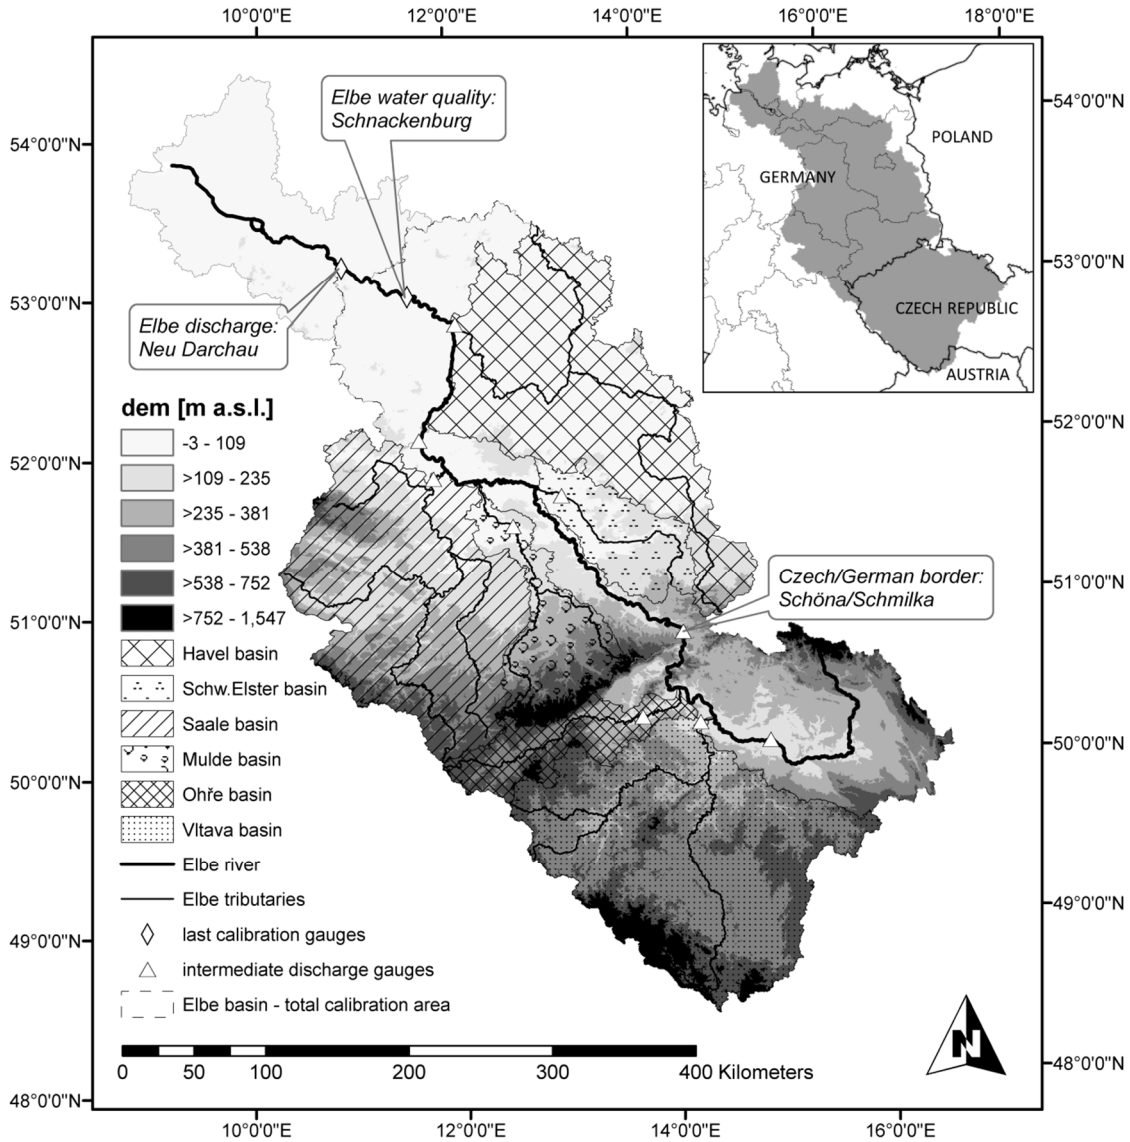 10°0'0"E 12°0'0"E 14°0'0"E 16°0'0"E 18°0'0"E
54°0'0"N
53°0'0"N
52°0'0"N
51°0'0"N
50°0'0"N
49°0'0"N
48°0'0"N
Elbe water quality:
Schnackenburg
Elbe discharge:
Neu Darchau
Czech/German border:
Schöna/Schmilka
POLAND
GERMANY
CZECH REPUBLIC
AUSTRIA
54°0'0"N
53°0'0"N
52°0'0"N
51°0'0"N
50°0'0"N
49°0'0"N
48°0'0"N
dem [m a.s.l.]
-3 - 109
>109 - 235
>235 - 381
>381 - 538
>538 - 752
>752 - 1,547
Havel basin
Schw.Elster basin
Saale basin
Mulde basin
Ohře basin
Vltava basin
Elbe river
Elbe tributaries
last calibration gauges
intermediate discharge gauges
Elbe basin - total calibration area
0 50 100 200 300 400 Kilometers
N
10°0'0"E 12°0'0"E 14°0'0"E 16°0'0"E